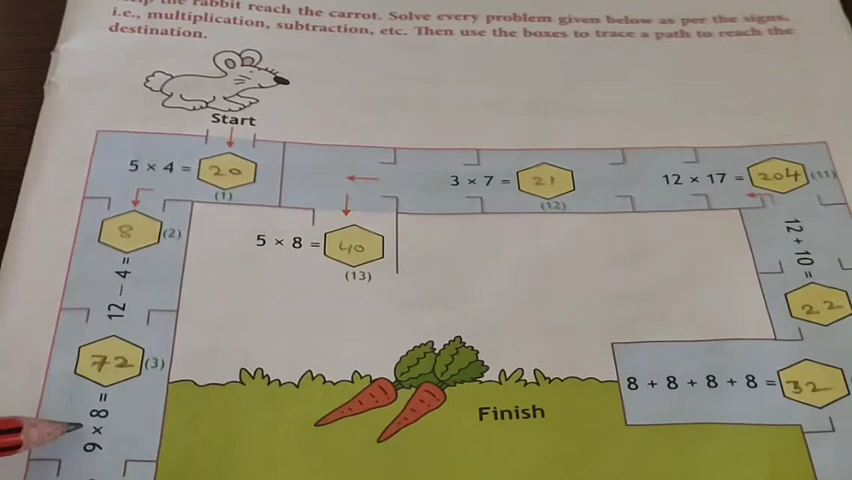 the rabbit reach the carrot. Solve every problem given below as per the signs,
i.e., multiplication, subtraction, etc. Then use the boxes to trace a path to reach the
destination.
Start
5 × 4 = 20
(1)
3 × 7 = 21
(12)
12 × 17 = 204 (11)
8 (2)
12 − 4 =
5 × 8 = 40
(13)
12 + 10 =
22
72 (3)
9 × 8 =
8 + 8 + 8 + 8 = 32
Finish